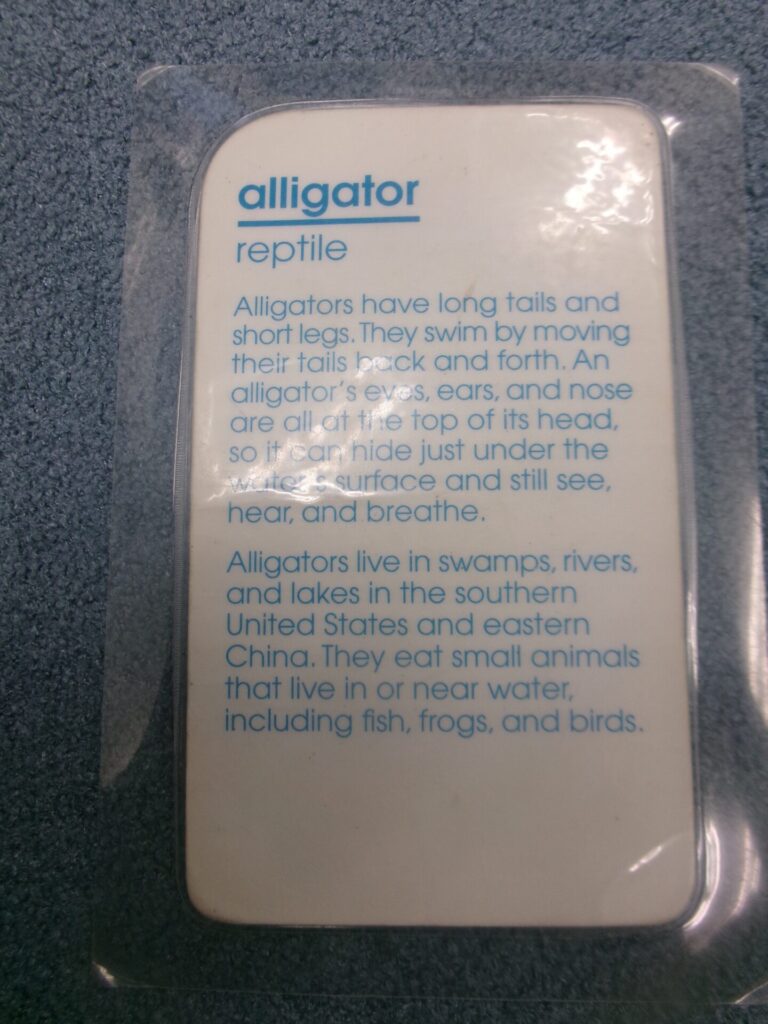 alligator
reptile
Alligators have long tails and
short legs. They swim by moving
their tails back and forth. An
alligator's eyes, ears, and nose
are all at the top of its head,
so it can hide just under the
water's surface and still see,
hear, and breathe.
Alligators live in swamps, rivers,
and lakes in the southern
United States and eastern
China. They eat small animals
that live in or near water,
including fish, frogs, and birds.